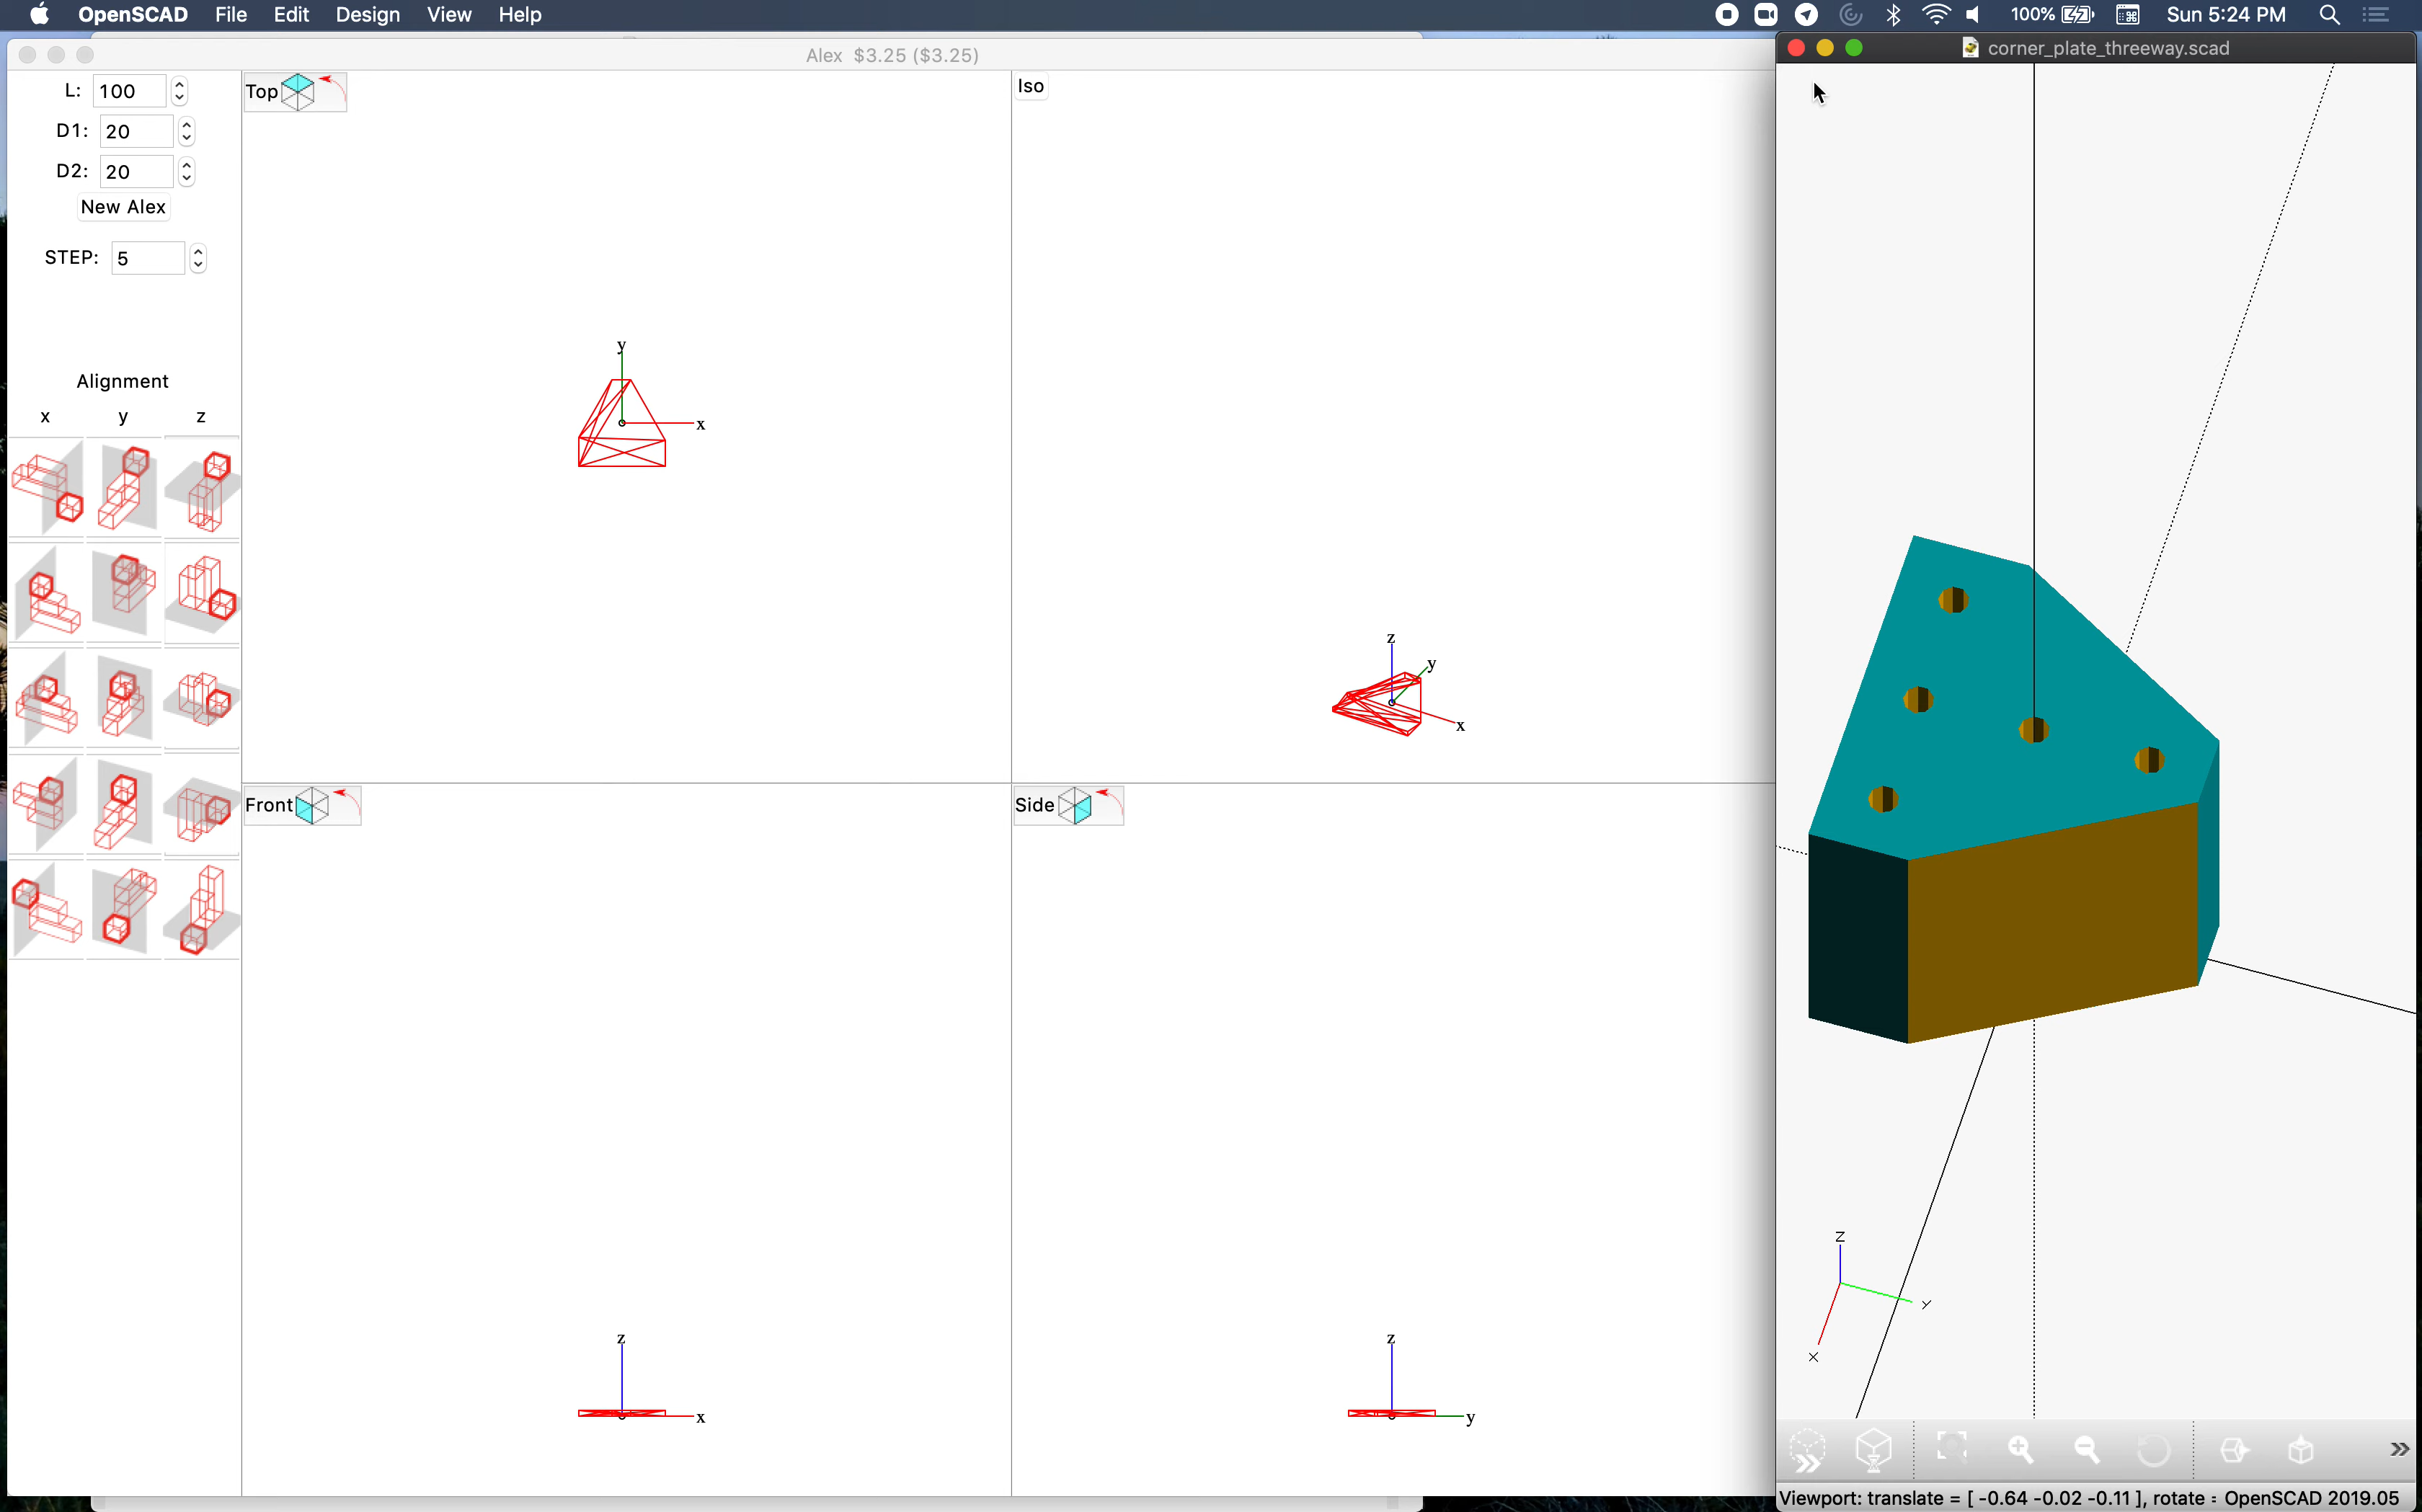 OpenSCAD File Edit Design View Help 100% Sun 5:24 PM
Alex $3.25 ($3.25)
corner_plate_threeway.scad
L: 100
D1: 20
D2: 20
New Alex
STEP: 5
Alignment
x y z
Top
y
x
Iso
z
y
x
Front
z
x
Side
z
y
Z
Y
X
Viewport: translate = [ -0.64 -0.02 -0.11 ], rotate : OpenSCAD 2019.05